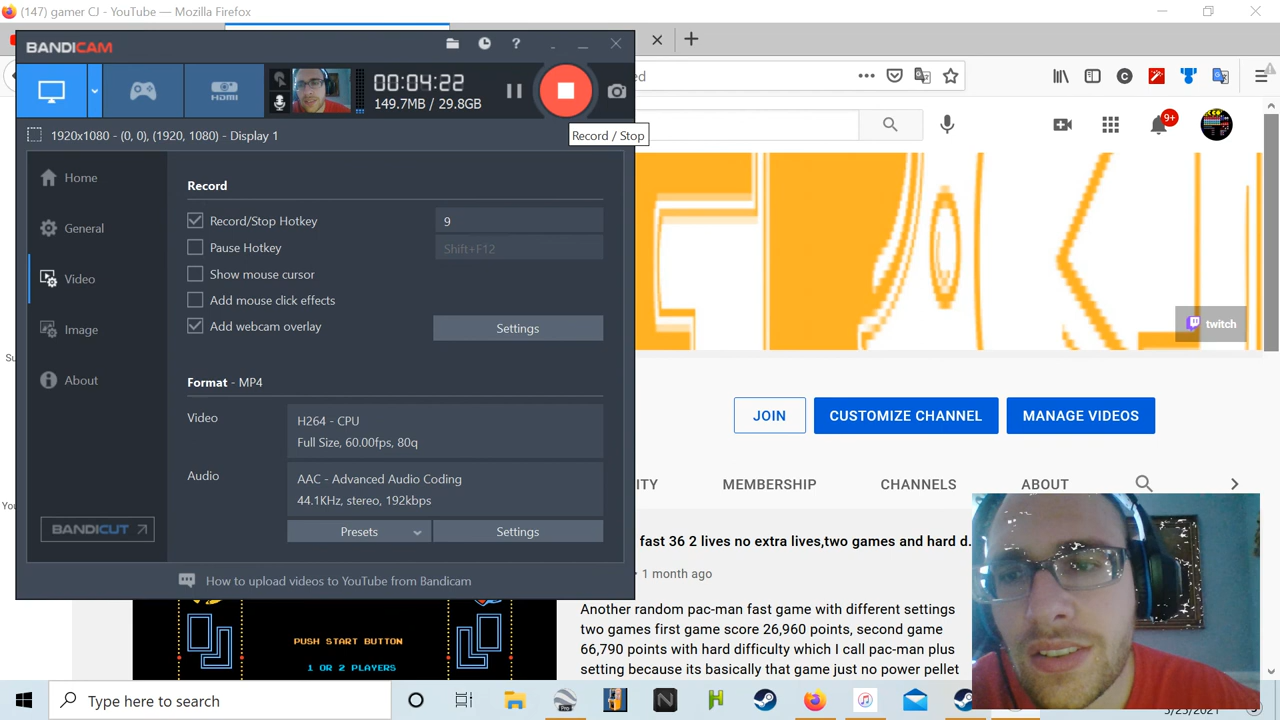 (147) gamer CJ - YouTube — Mozilla Firefox
BANDICAM
00:04:22
149.7MB / 29.8GB
HDMI
Record / Stop
1920x1080 - (0, 0), (1920, 1080) - Display 1
Home
General
Video
Image
About
BANDICUT
Record
Record/Stop Hotkey
9
Pause Hotkey
Shift+F12
Show mouse cursor
Add mouse click effects
Add webcam overlay
Settings
Format - MP4
Video
H264 - CPU
Full Size, 60.00fps, 80q
Audio
AAC - Advanced Audio Coding
44.1KHz, stereo, 192kbps
Presets
Settings
How to upload videos to YouTube from Bandicam
ed
9+
twitch
JOIN
CUSTOMIZE CHANNEL
MANAGE VIDEOS
ITY
MEMBERSHIP
CHANNELS
ABOUT
fast 36 2 lives no extra lives,two games and hard d...
1 month ago
Another random pac-man fast game with different settings
two games first game score 26,960 points, second game
66,790 points with hard difficulty which I call pac-man plus
setting because its basically that game just no power pellet
PUSH START BUTTON
1 OR 2 PLAYERS
Type here to search